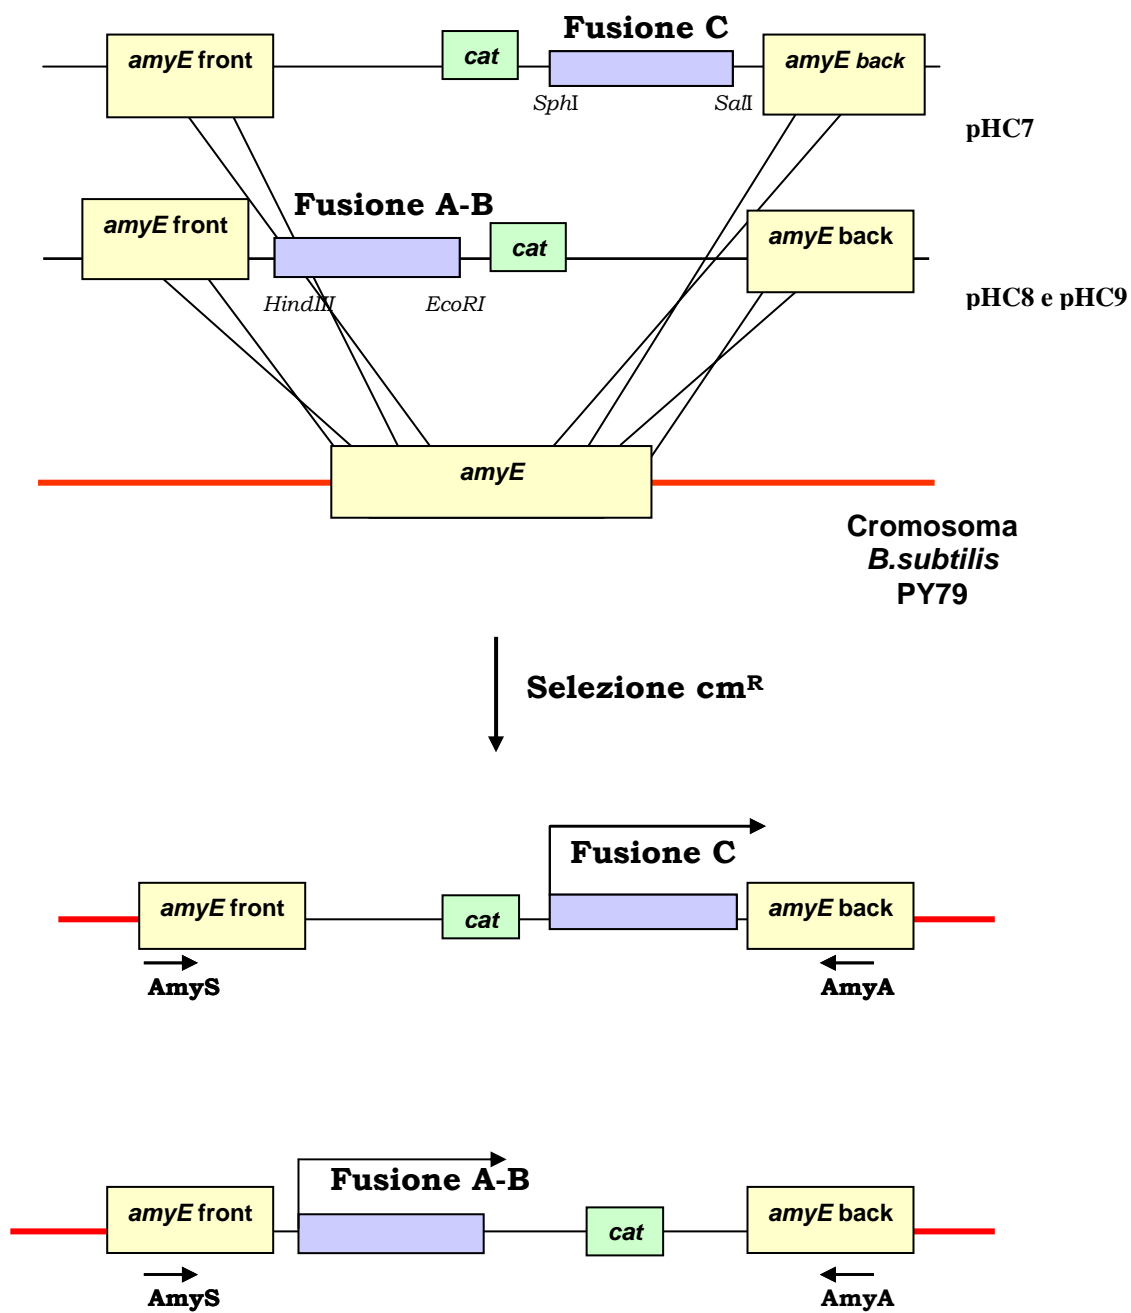 Fusione C
amyE front
cat
amyE back
SphI
SalI
pHC7
Fusione A-B
amyE front
cat
amyE back
HindIII
EcoRI
pHC8 e pHC9
amyE
Cromosoma
B.subtilis
PY79
Selezione cmᴿ
Fusione C
amyE front
cat
amyE back
AmyS
AmyA
Fusione A-B
amyE front
cat
amyE back
AmyS
AmyA